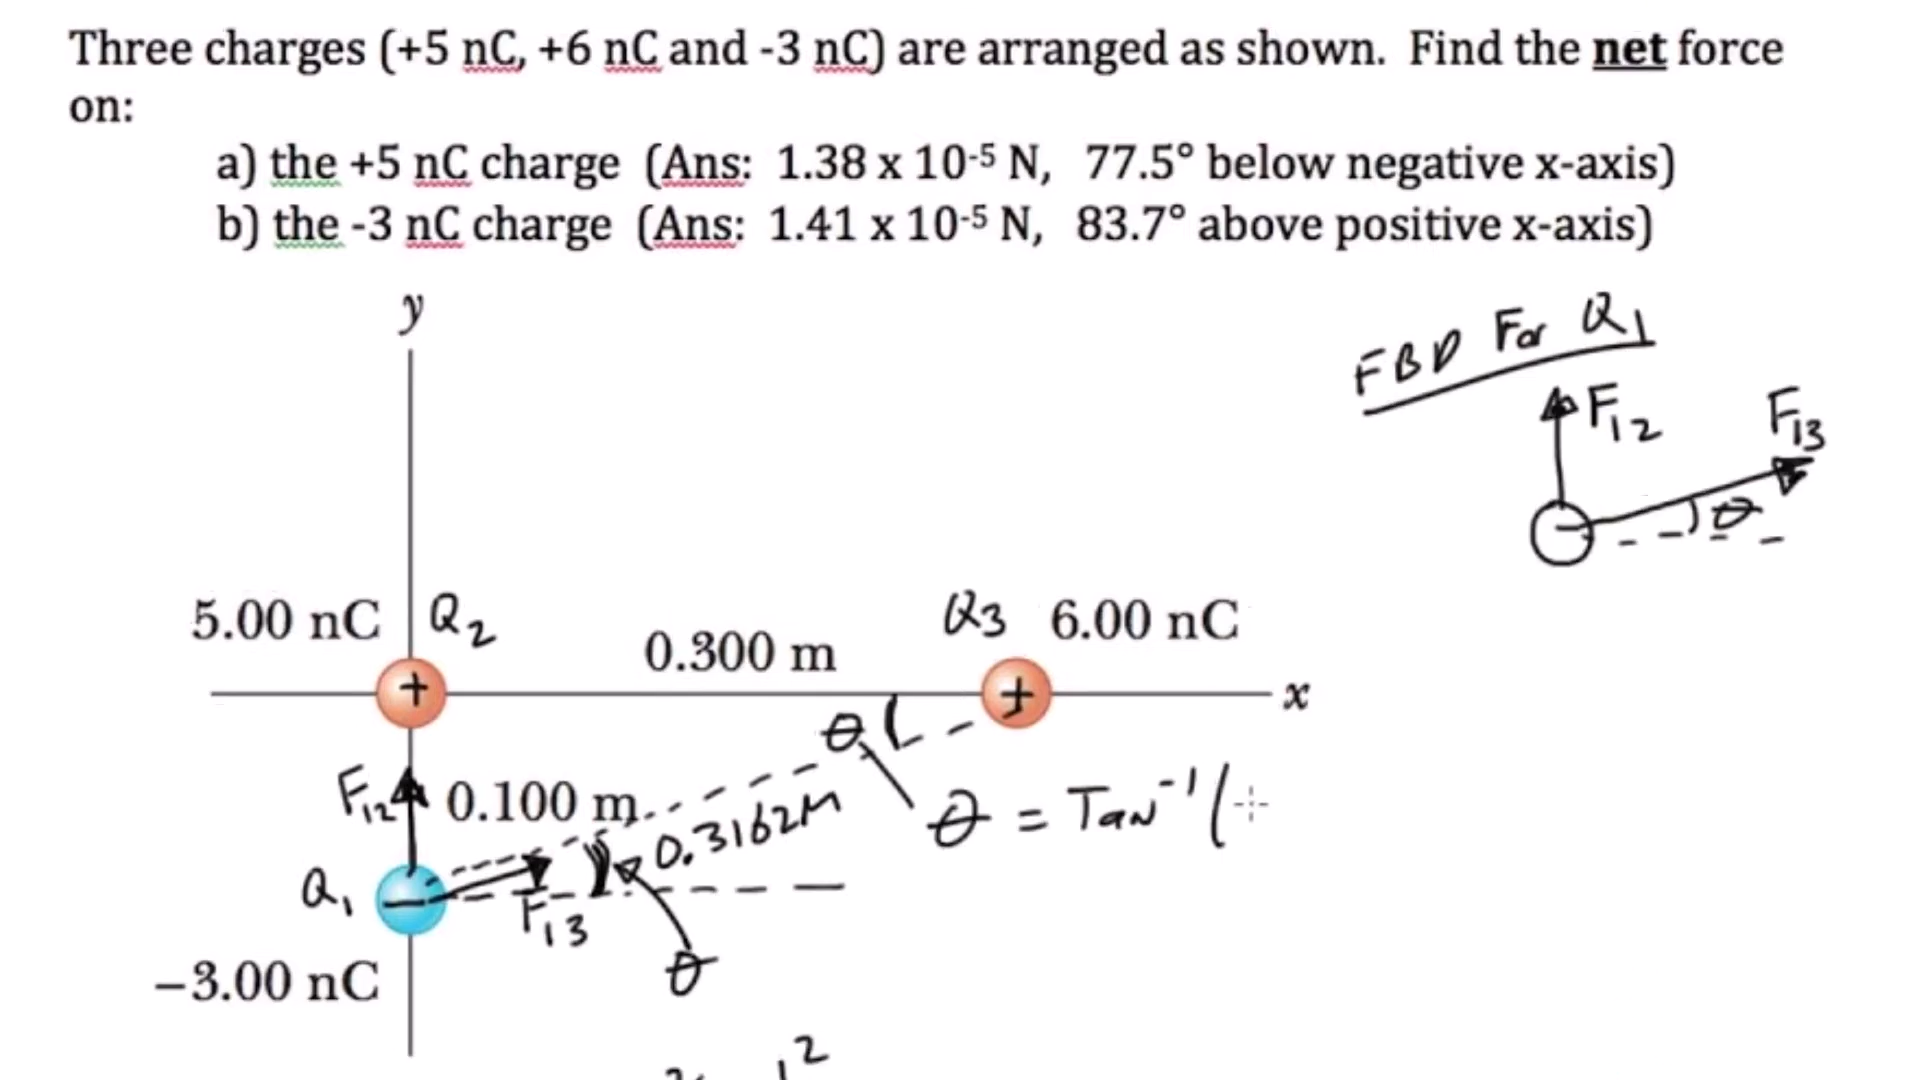 Three charges (+5 nC, +6 nC and -3 nC) are arranged as shown. Find the net force
on:
a) the +5 nC charge (Ans: 1.38 x 10-5 N, 77.5° below negative x-axis)
b) the -3 nC charge (Ans: 1.41 x 10-5 N, 83.7° above positive x-axis)
y
FBD For Q1
F12
F13
θ
5.00 nC
Q2
0.300 m
Q3
6.00 nC
+
+
x
θ
F12
0.100 m
0.3162m
θ = Tan-1(
Q1
−
F13
θ
−3.00 nC
2